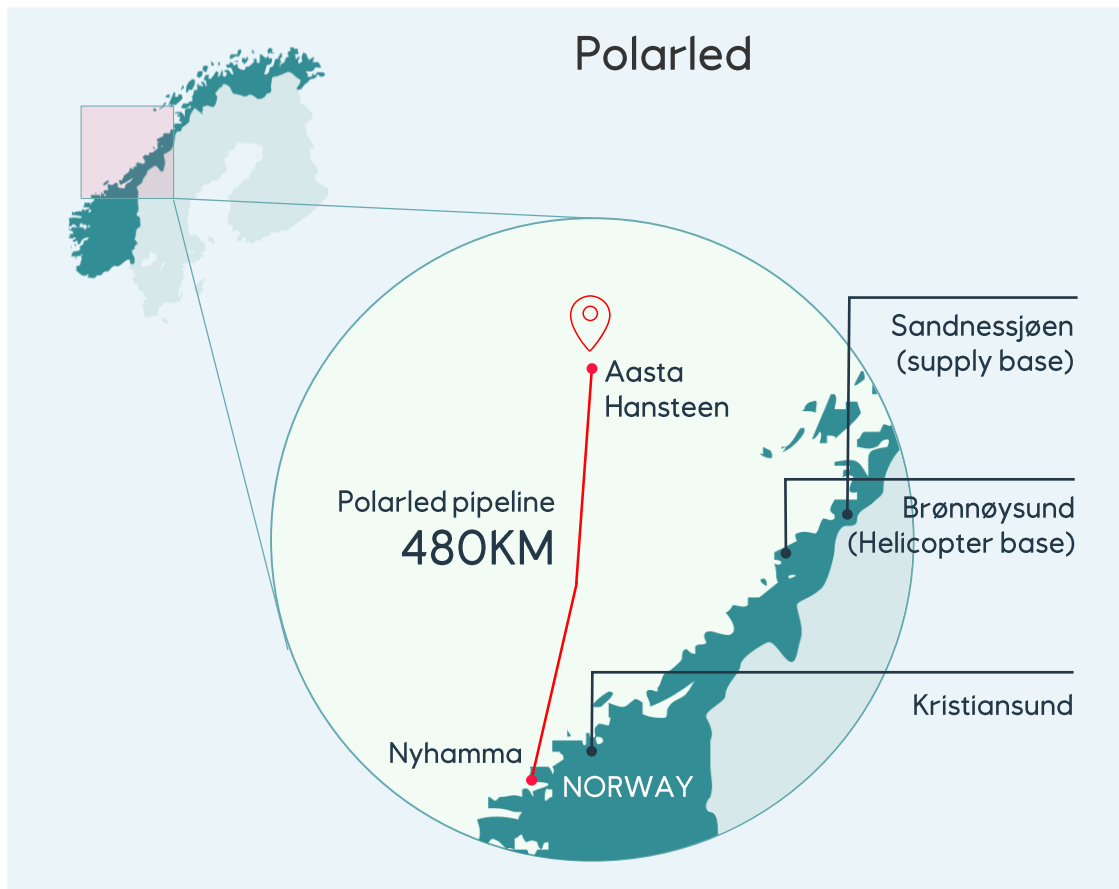 Polarled
Sandnessjøen
(supply base)
Aasta
Hansteen
Polarled pipeline
480KM
Brønnøysund
(Helicopter base)
Kristiansund
Nyhamma
NORWAY